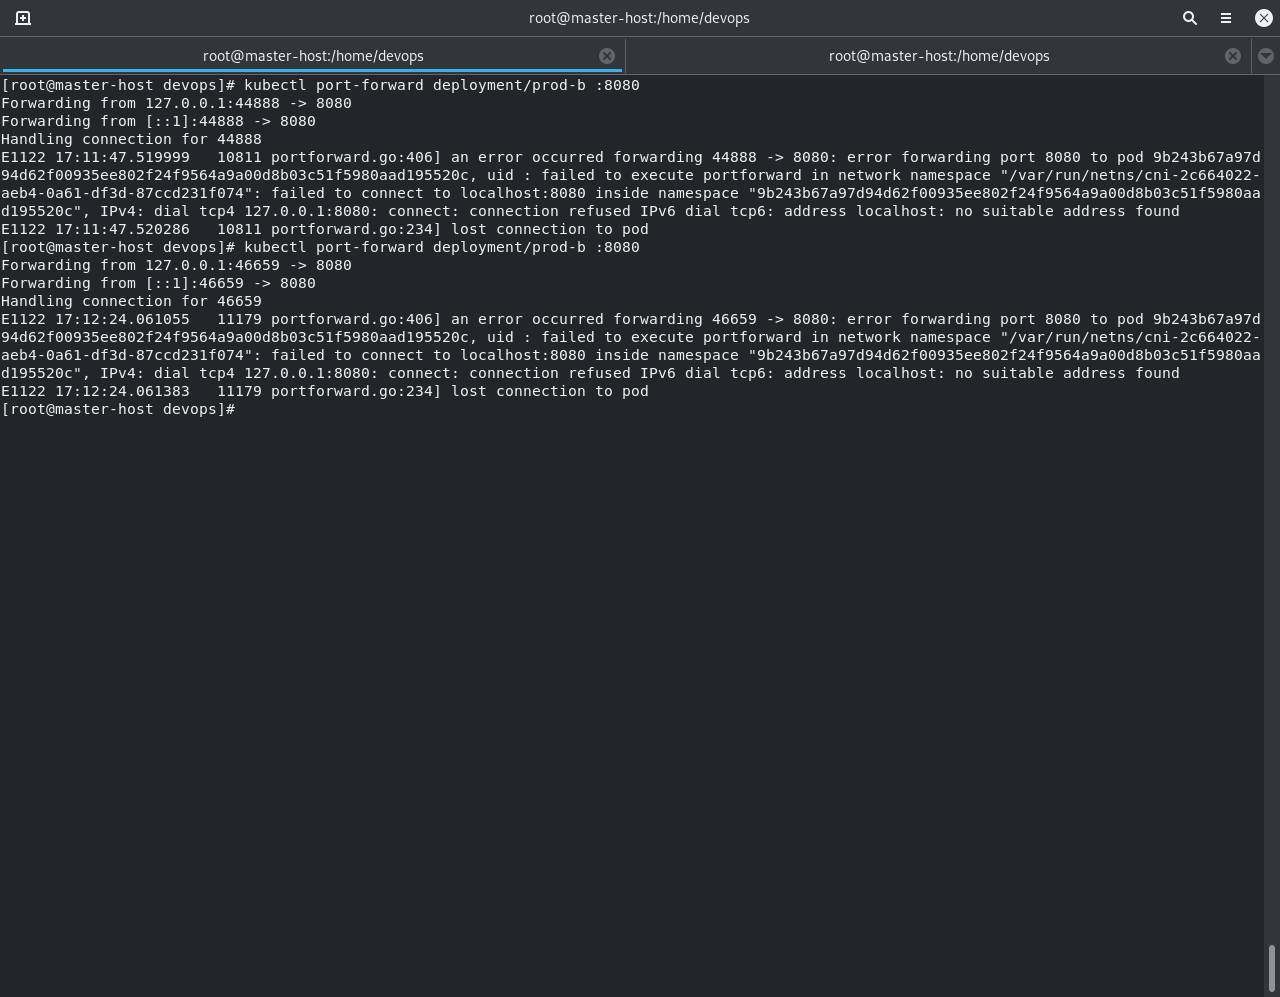 root@master-host:/home/devops
root@master-host:/home/devops
root@master-host:/home/devops
[root@master-host devops]# kubectl port-forward deployment/prod-b :8080
Forwarding from 127.0.0.1:44888 -> 8080
Forwarding from [::1]:44888 -> 8080
Handling connection for 44888
E1122 17:11:47.519999   10811 portforward.go:406] an error occurred forwarding 44888 -> 8080: error forwarding port 8080 to pod 9b243b67a97d
94d62f00935ee802f24f9564a9a00d8b03c51f5980aad195520c, uid : failed to execute portforward in network namespace "/var/run/netns/cni-2c664022-
aeb4-0a61-df3d-87ccd231f074": failed to connect to localhost:8080 inside namespace "9b243b67a97d94d62f00935ee802f24f9564a9a00d8b03c51f5980aa
d195520c", IPv4: dial tcp4 127.0.0.1:8080: connect: connection refused IPv6 dial tcp6: address localhost: no suitable address found
E1122 17:11:47.520286   10811 portforward.go:234] lost connection to pod
[root@master-host devops]# kubectl port-forward deployment/prod-b :8080
Forwarding from 127.0.0.1:46659 -> 8080
Forwarding from [::1]:46659 -> 8080
Handling connection for 46659
E1122 17:12:24.061055   11179 portforward.go:406] an error occurred forwarding 46659 -> 8080: error forwarding port 8080 to pod 9b243b67a97d
94d62f00935ee802f24f9564a9a00d8b03c51f5980aad195520c, uid : failed to execute portforward in network namespace "/var/run/netns/cni-2c664022-
aeb4-0a61-df3d-87ccd231f074": failed to connect to localhost:8080 inside namespace "9b243b67a97d94d62f00935ee802f24f9564a9a00d8b03c51f5980aa
d195520c", IPv4: dial tcp4 127.0.0.1:8080: connect: connection refused IPv6 dial tcp6: address localhost: no suitable address found
E1122 17:12:24.061383   11179 portforward.go:234] lost connection to pod
[root@master-host devops]#